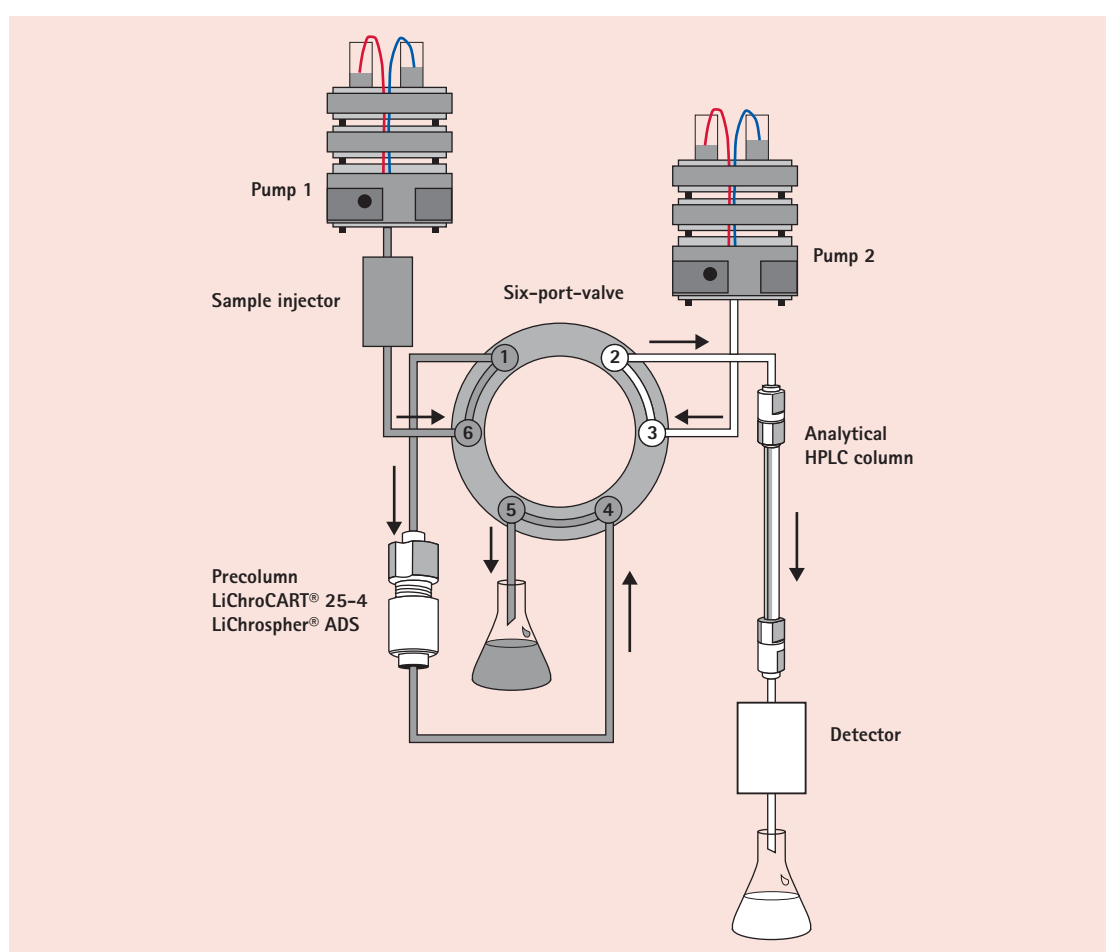 Pump 1
Pump 2
Sample injector
Six-port-valve
1
2
6
3
Analytical
HPLC column
5
4
Precolumn
LiChroCART® 25-4
LiChrospher® ADS
Detector